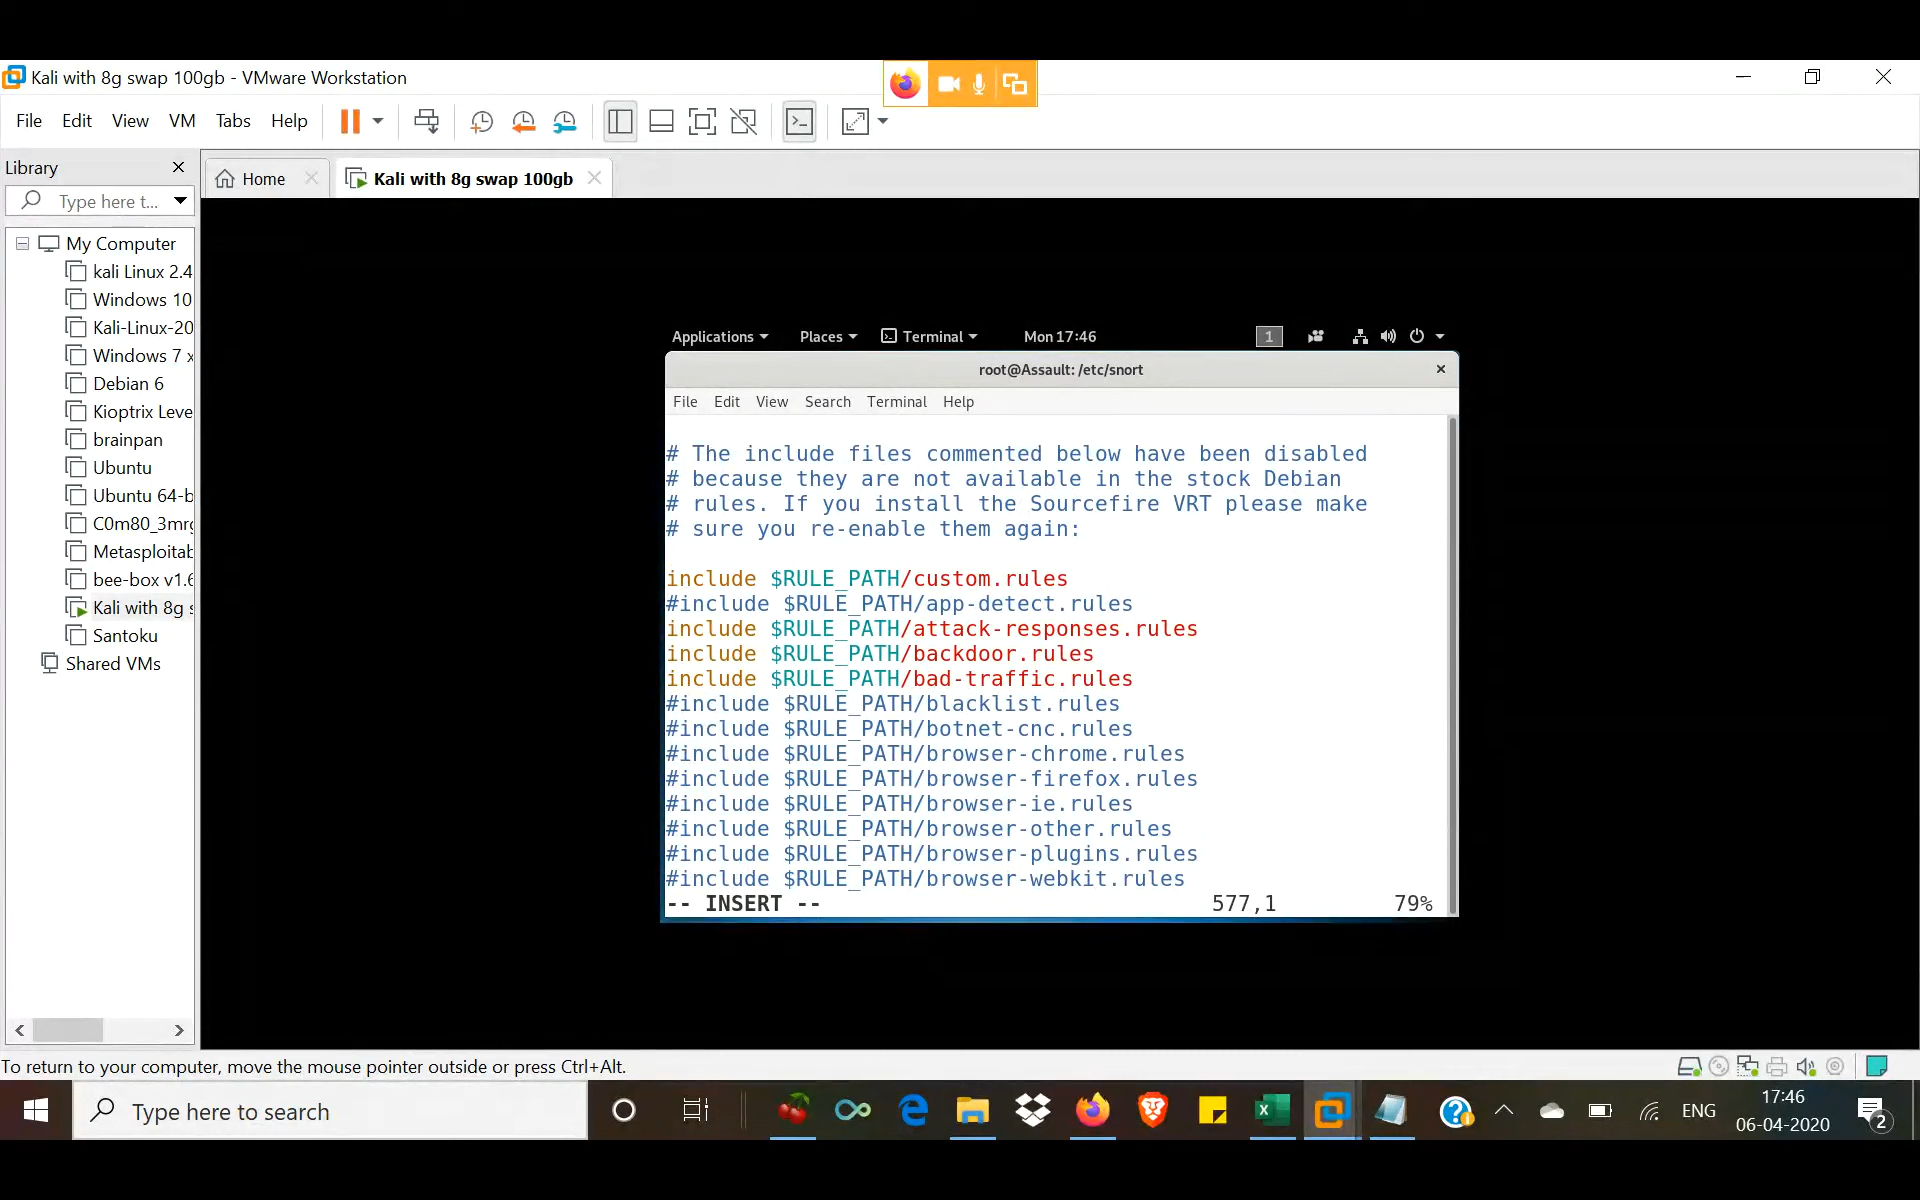 Kali with 8g swap 100gb - VMware Workstation
File Edit View VM Tabs Help
Library
Type here t...
Home
Kali with 8g swap 100gb
My Computer
kali Linux 2.4
Windows 10
Kali-Linux-20
Windows 7 x
Debian 6
Kioptrix Leve
brainpan
Ubuntu
Ubuntu 64-b
C0m80_3mrg
Metasploitab
bee-box v1.6
Kali with 8g s
Santoku
Shared VMs
Applications Places Terminal Mon 17:46 1
root@Assault: /etc/snort
File Edit View Search Terminal Help
# The include files commented below have been disabled
# because they are not available in the stock Debian
# rules. If you install the Sourcefire VRT please make
# sure you re-enable them again:
include $RULE_PATH/custom.rules
#include $RULE_PATH/app-detect.rules
include $RULE_PATH/attack-responses.rules
include $RULE_PATH/backdoor.rules
include $RULE_PATH/bad-traffic.rules
#include $RULE_PATH/blacklist.rules
#include $RULE_PATH/botnet-cnc.rules
#include $RULE_PATH/browser-chrome.rules
#include $RULE_PATH/browser-firefox.rules
#include $RULE_PATH/browser-ie.rules
#include $RULE_PATH/browser-other.rules
#include $RULE_PATH/browser-plugins.rules
#include $RULE_PATH/browser-webkit.rules
-- INSERT -- 577,1 79%
To return to your computer, move the mouse pointer outside or press Ctrl+Alt.
Type here to search
ENG
17:46
06-04-2020
2